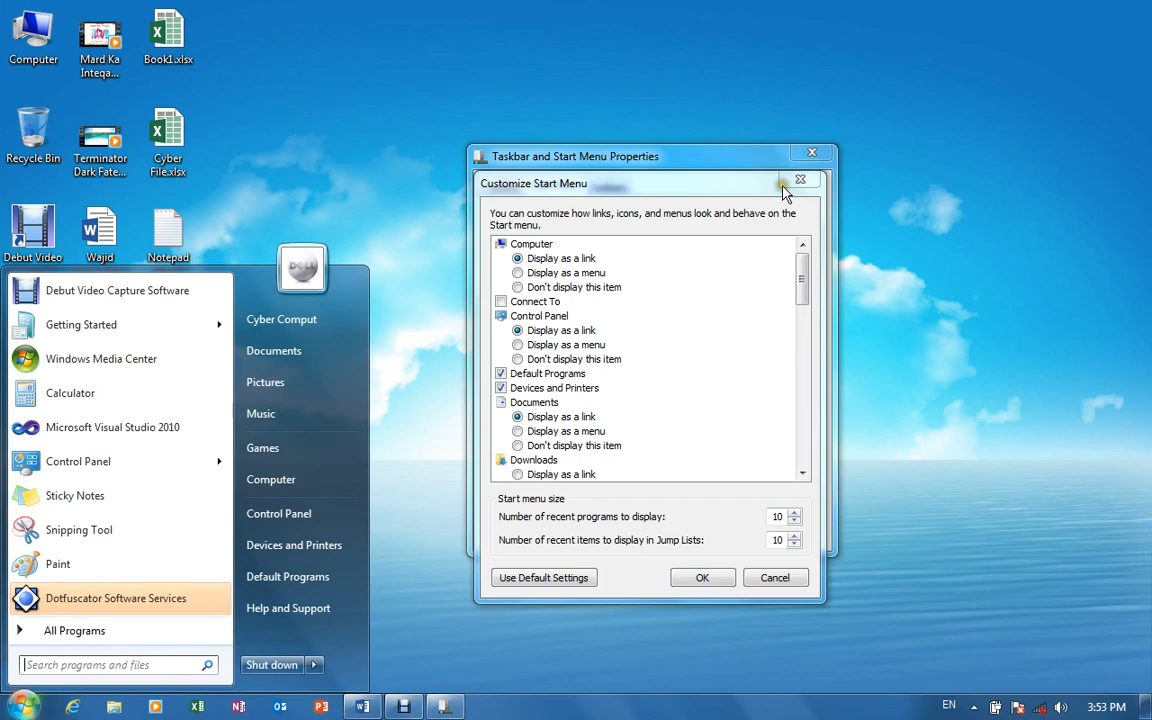 Computer
Mard Ka
Inteqa...
Book1.xlsx
Recycle Bin
Terminator
Dark Fate...
Cyber
File.xlsx
Debut Video
Wajid
Notepad
Debut Video Capture Software
Getting Started
Windows Media Center
Calculator
Microsoft Visual Studio 2010
Control Panel
Sticky Notes
Snipping Tool
Paint
Dotfuscator Software Services
All Programs
Search programs and files
DELL
Cyber Comput
Documents
Pictures
Music
Games
Computer
Control Panel
Devices and Printers
Default Programs
Help and Support
Shut down
Taskbar and Start Menu Properties
Customize Start Menu
You can customize how links, icons, and menus look and behave on the
Start menu.
Computer
Display as a link
Display as a menu
Don't display this item
Connect To
Control Panel
Display as a link
Display as a menu
Don't display this item
Default Programs
Devices and Printers
Documents
Display as a link
Display as a menu
Don't display this item
Downloads
Display as a link
Start menu size
Number of recent programs to display: 10
Number of recent items to display in Jump Lists: 10
Use Default Settings
OK
Cancel
EN
3:53 PM